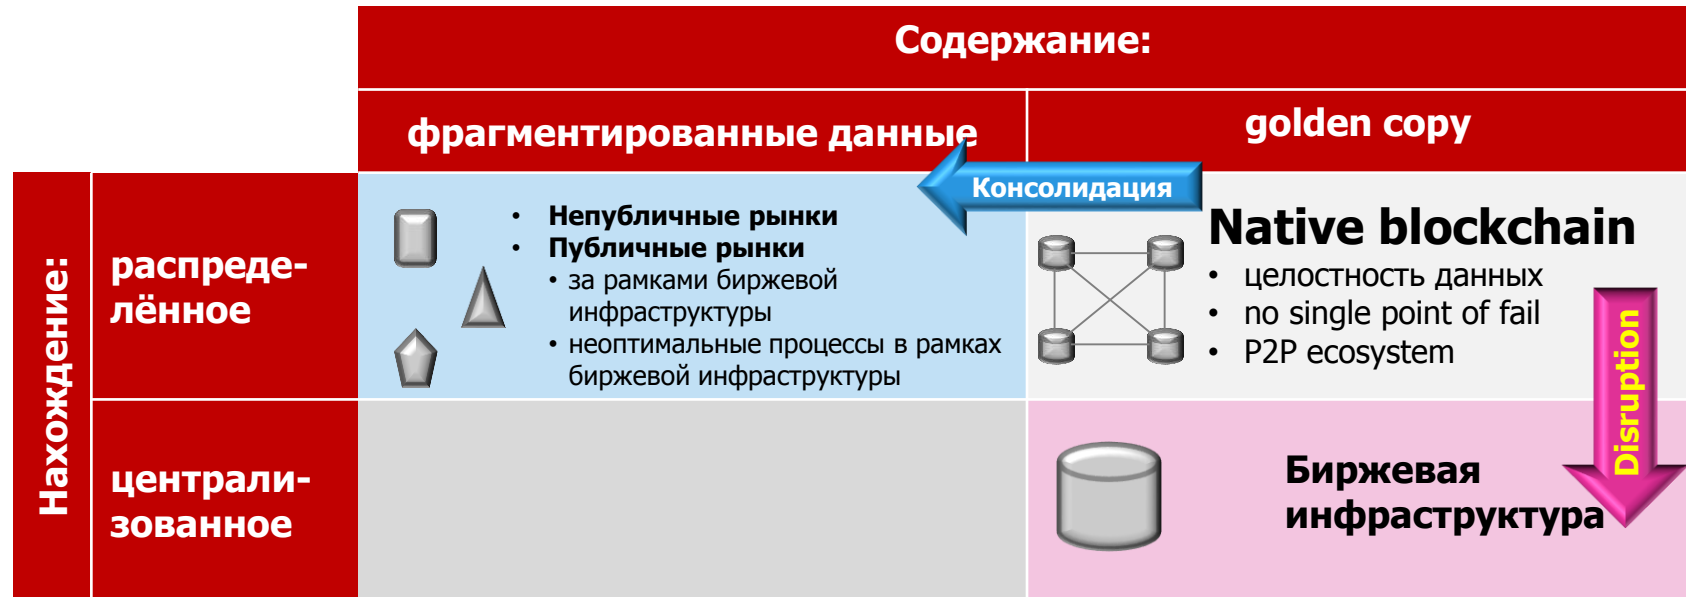 Содержание:
фрагментированные данные
golden copy
Консолидация
Нахождение:
распреде-
лённое
• Непубличные рынки
• Публичные рынки
• за рамками биржевой
инфраструктуры
• неоптимальные процессы в рамках
биржевой инфраструктуры
Native blockchain
• целостность данных
• no single point of fail
• P2P ecosystem
Disruption
централи-
зованное
Биржевая
инфраструктура